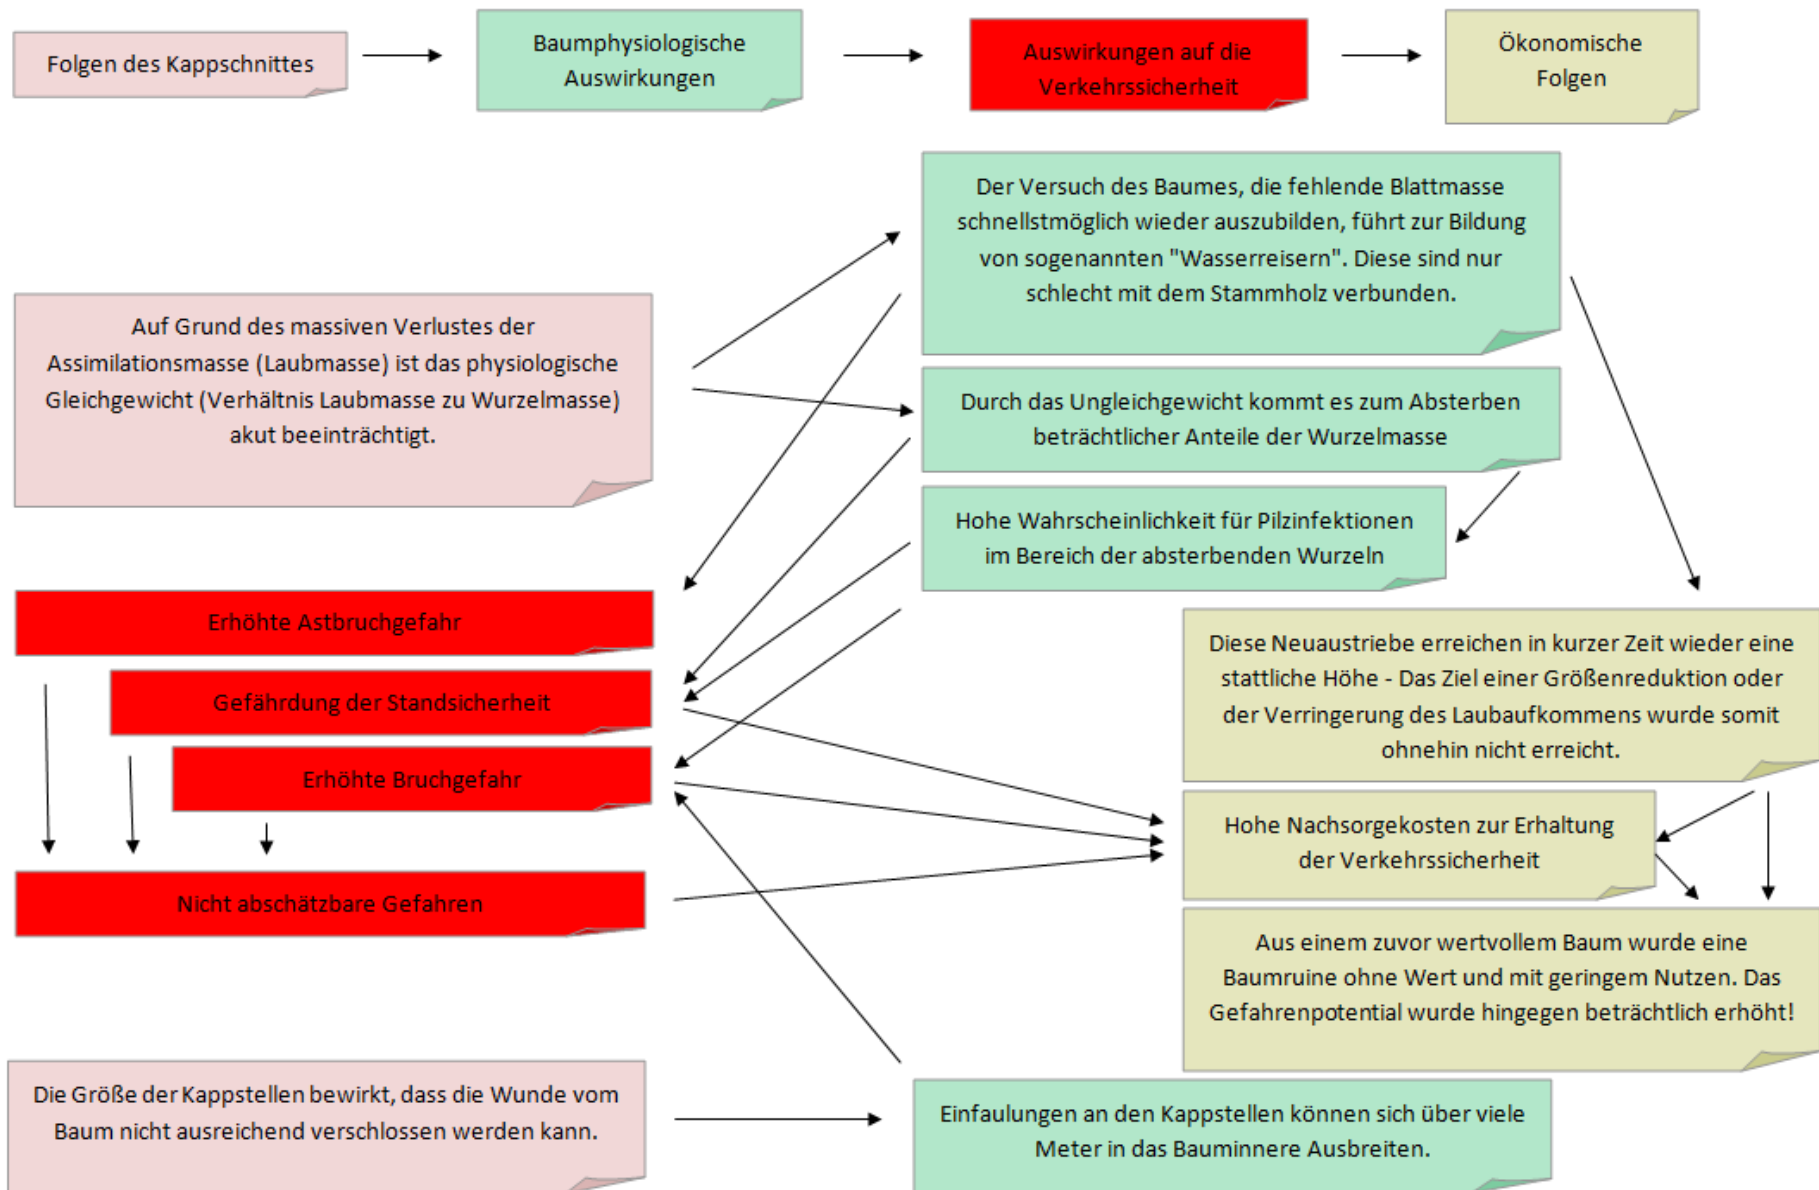 Folgen des Kappschnittes
Baumphysiologische
Auswirkungen
Auswirkungen auf die
Verkehrssicherheit
Ökonomische
Folgen
Der Versuch des Baumes, die fehlende Blattmasse
schnellstmöglich wieder auszubilden, führt zur Bildung
von sogenannten "Wasserreisern". Diese sind nur
schlecht mit dem Stammholz verbunden.
Auf Grund des massiven Verlustes der
Assimilationsmasse (Laubmasse) ist das physiologische
Gleichgewicht (Verhältnis Laubmasse zu Wurzelmasse)
akut beeinträchtigt.
Durch das Ungleichgewicht kommt es zum Absterben
beträchtlicher Anteile der Wurzelmasse
Hohe Wahrscheinlichkeit für Pilzinfektionen
im Bereich der absterbenden Wurzeln
Erhöhte Astbruchgefahr
Gefährdung der Standsicherheit
Erhöhte Bruchgefahr
Nicht abschätzbare Gefahren
Diese Neuaustriebe erreichen in kurzer Zeit wieder eine
stattliche Höhe - Das Ziel einer Größenreduktion oder
der Verringerung des Laubaufkommens wurde somit
ohnehin nicht erreicht.
Hohe Nachsorgekosten zur Erhaltung
der Verkehrssicherheit
Aus einem zuvor wertvollem Baum wurde eine
Baumruine ohne Wert und mit geringem Nutzen. Das
Gefahrenpotential wurde hingegen beträchtlich erhöht!
Die Größe der Kappstellen bewirkt, dass die Wunde vom
Baum nicht ausreichend verschlossen werden kann.
Einfaulungen an den Kappstellen können sich über viele
Meter in das Bauminnere Ausbreiten.